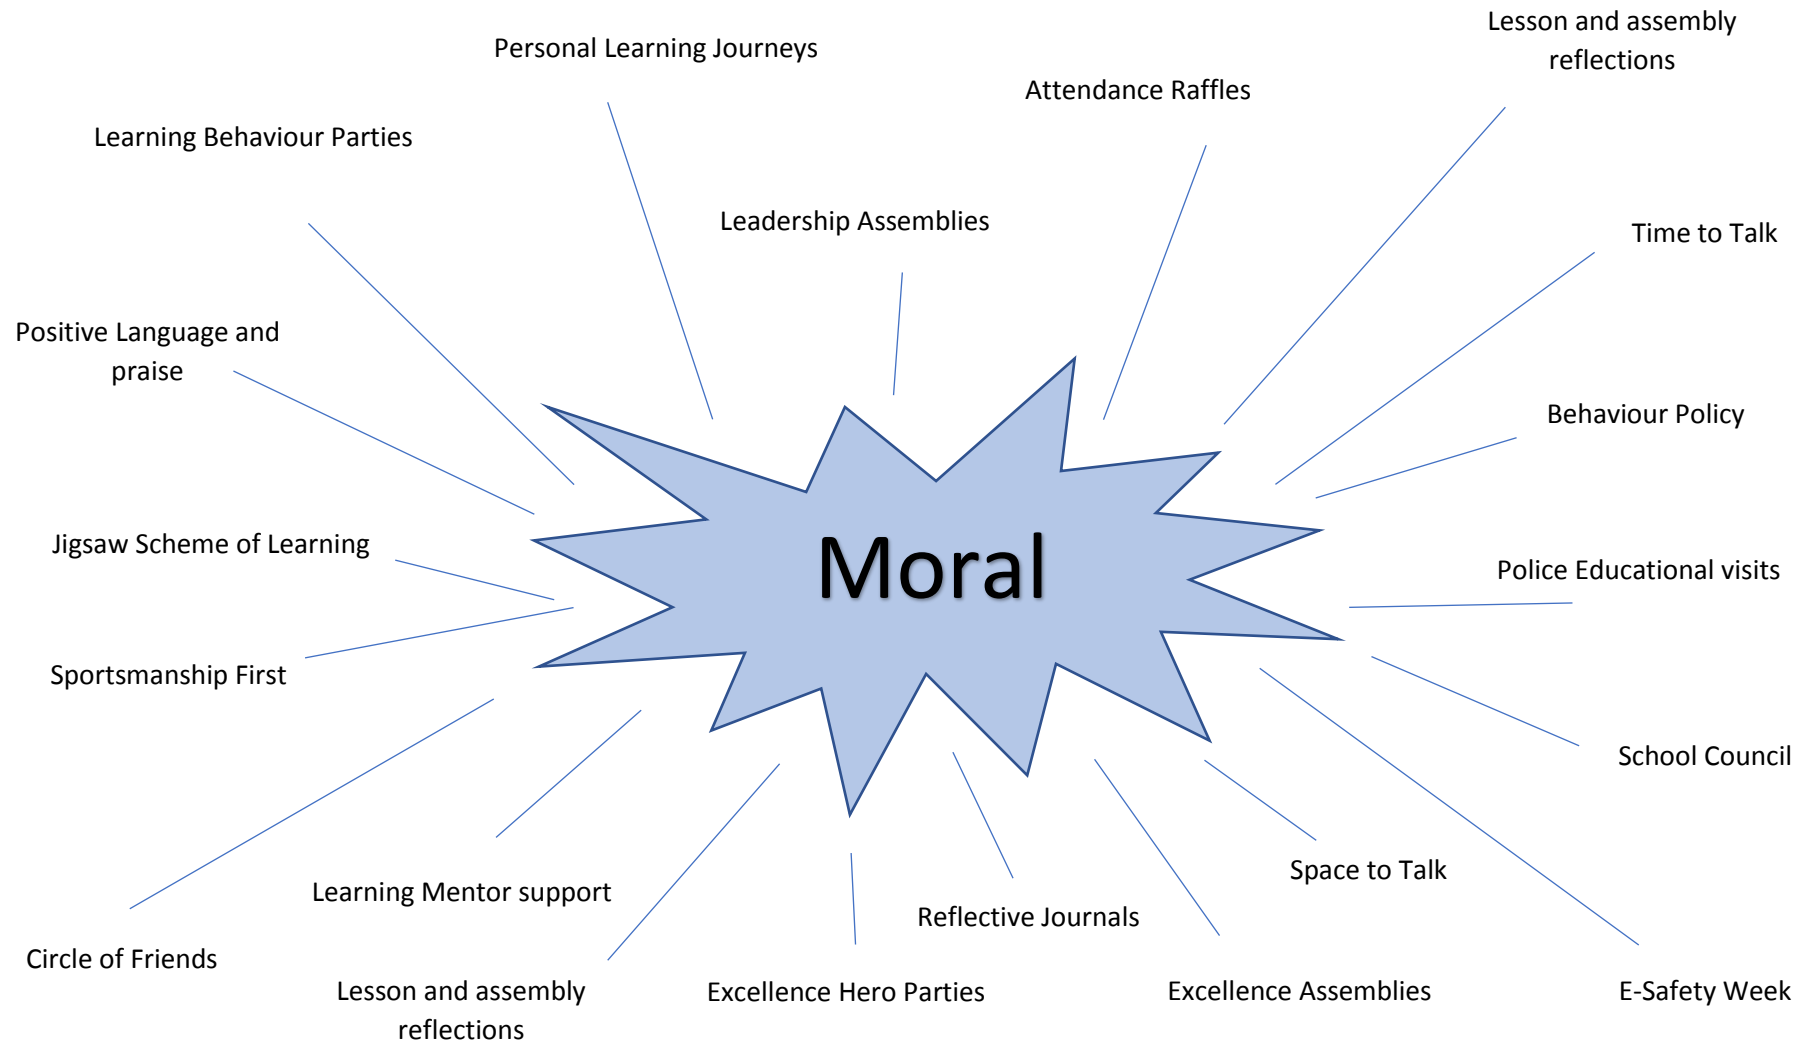 Lesson and assembly
reflections
Personal Learning Journeys
Attendance Raffles
Learning Behaviour Parties
Leadership Assemblies
Time to Talk
Positive Language and
praise
Behaviour Policy
Jigsaw Scheme of Learning
Moral
Police Educational visits
Sportsmanship First
School Council
Space to Talk
Learning Mentor support
Reflective Journals
Circle of Friends
Lesson and assembly
reflections
Excellence Hero Parties
Excellence Assemblies
E-Safety Week